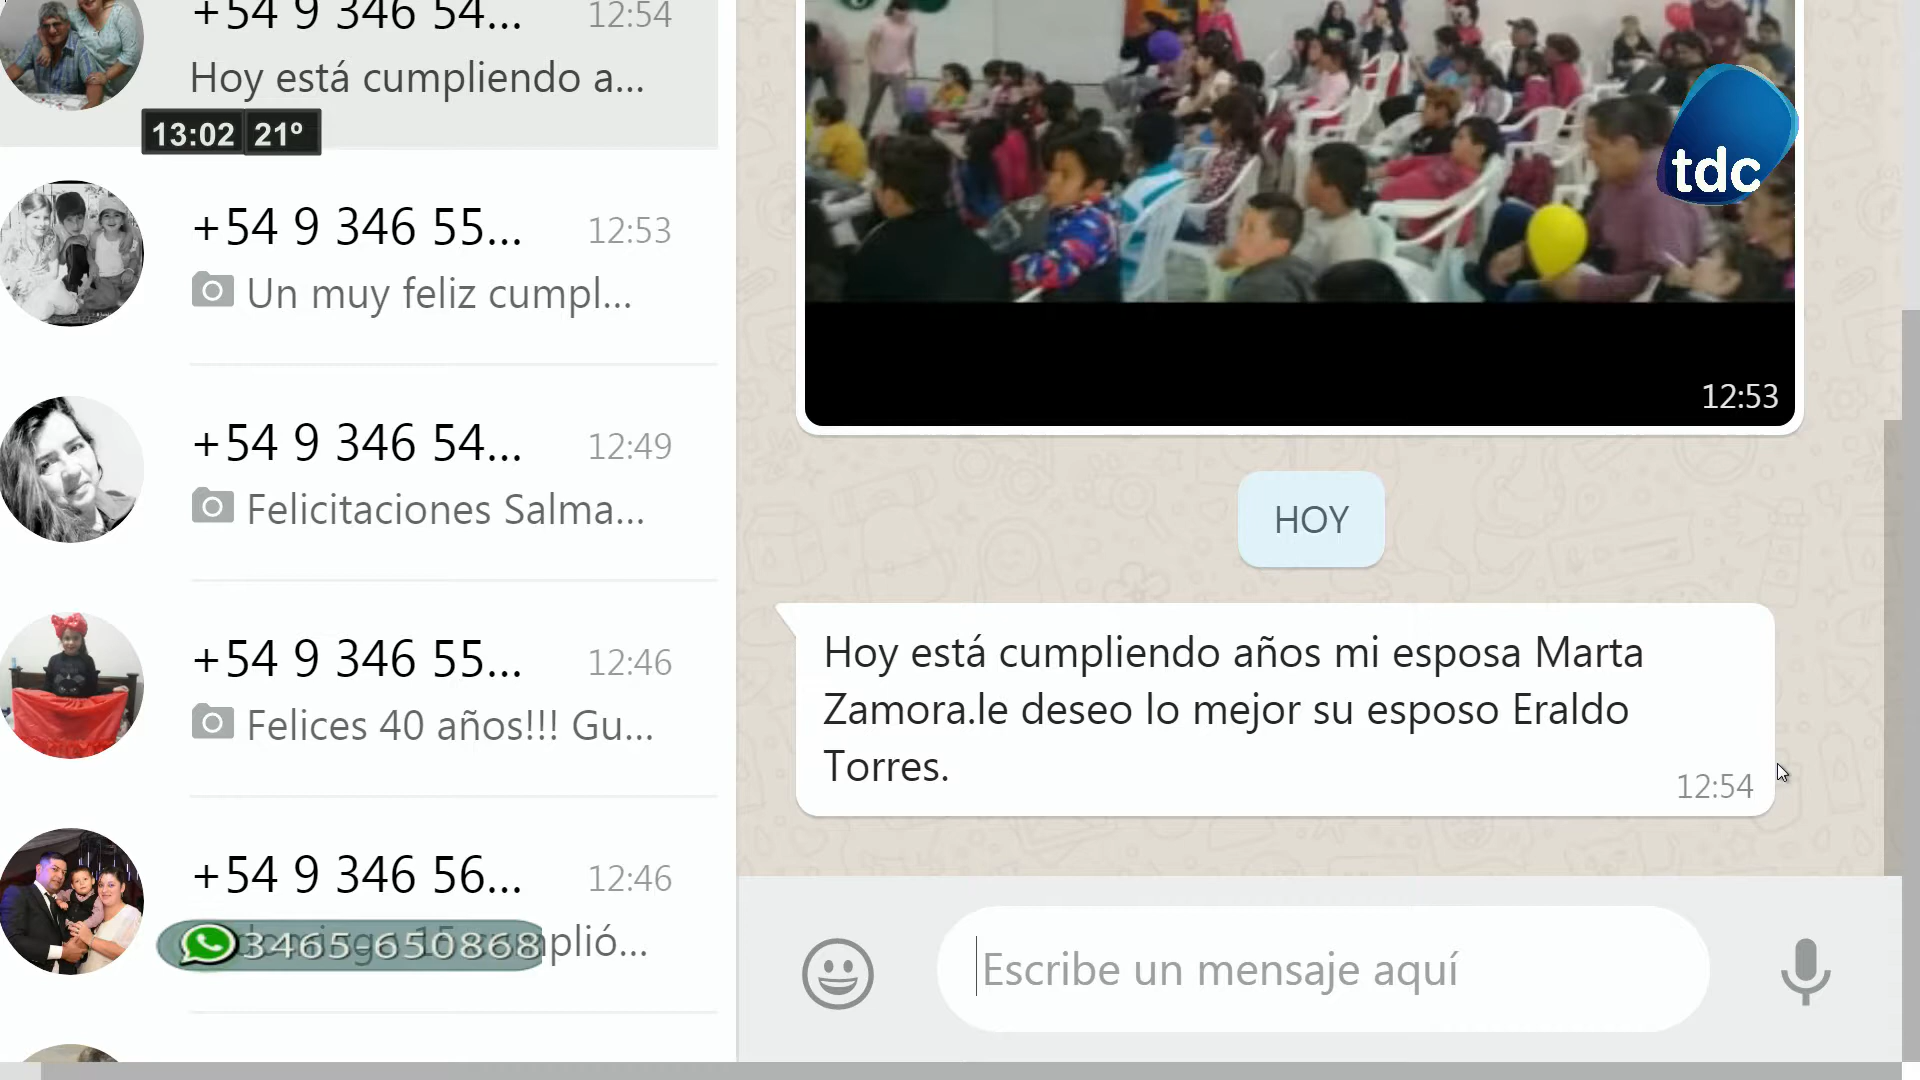 +54 9 346 54... 12:54
Hoy está cumpliendo a...
13:02 21º
+54 9 346 55... 12:53
Un muy feliz cumpl...
+54 9 346 54... 12:49
Felicitaciones Salma...
+54 9 346 55... 12:46
Felices 40 años!!! Gu...
+54 9 346 56... 12:46
3465-650868
mplió...
tdc
12:53
HOY
Hoy está cumpliendo años mi esposa Marta
Zamora.le deseo lo mejor su esposo Eraldo
Torres.
12:54
Escribe un mensaje aquí